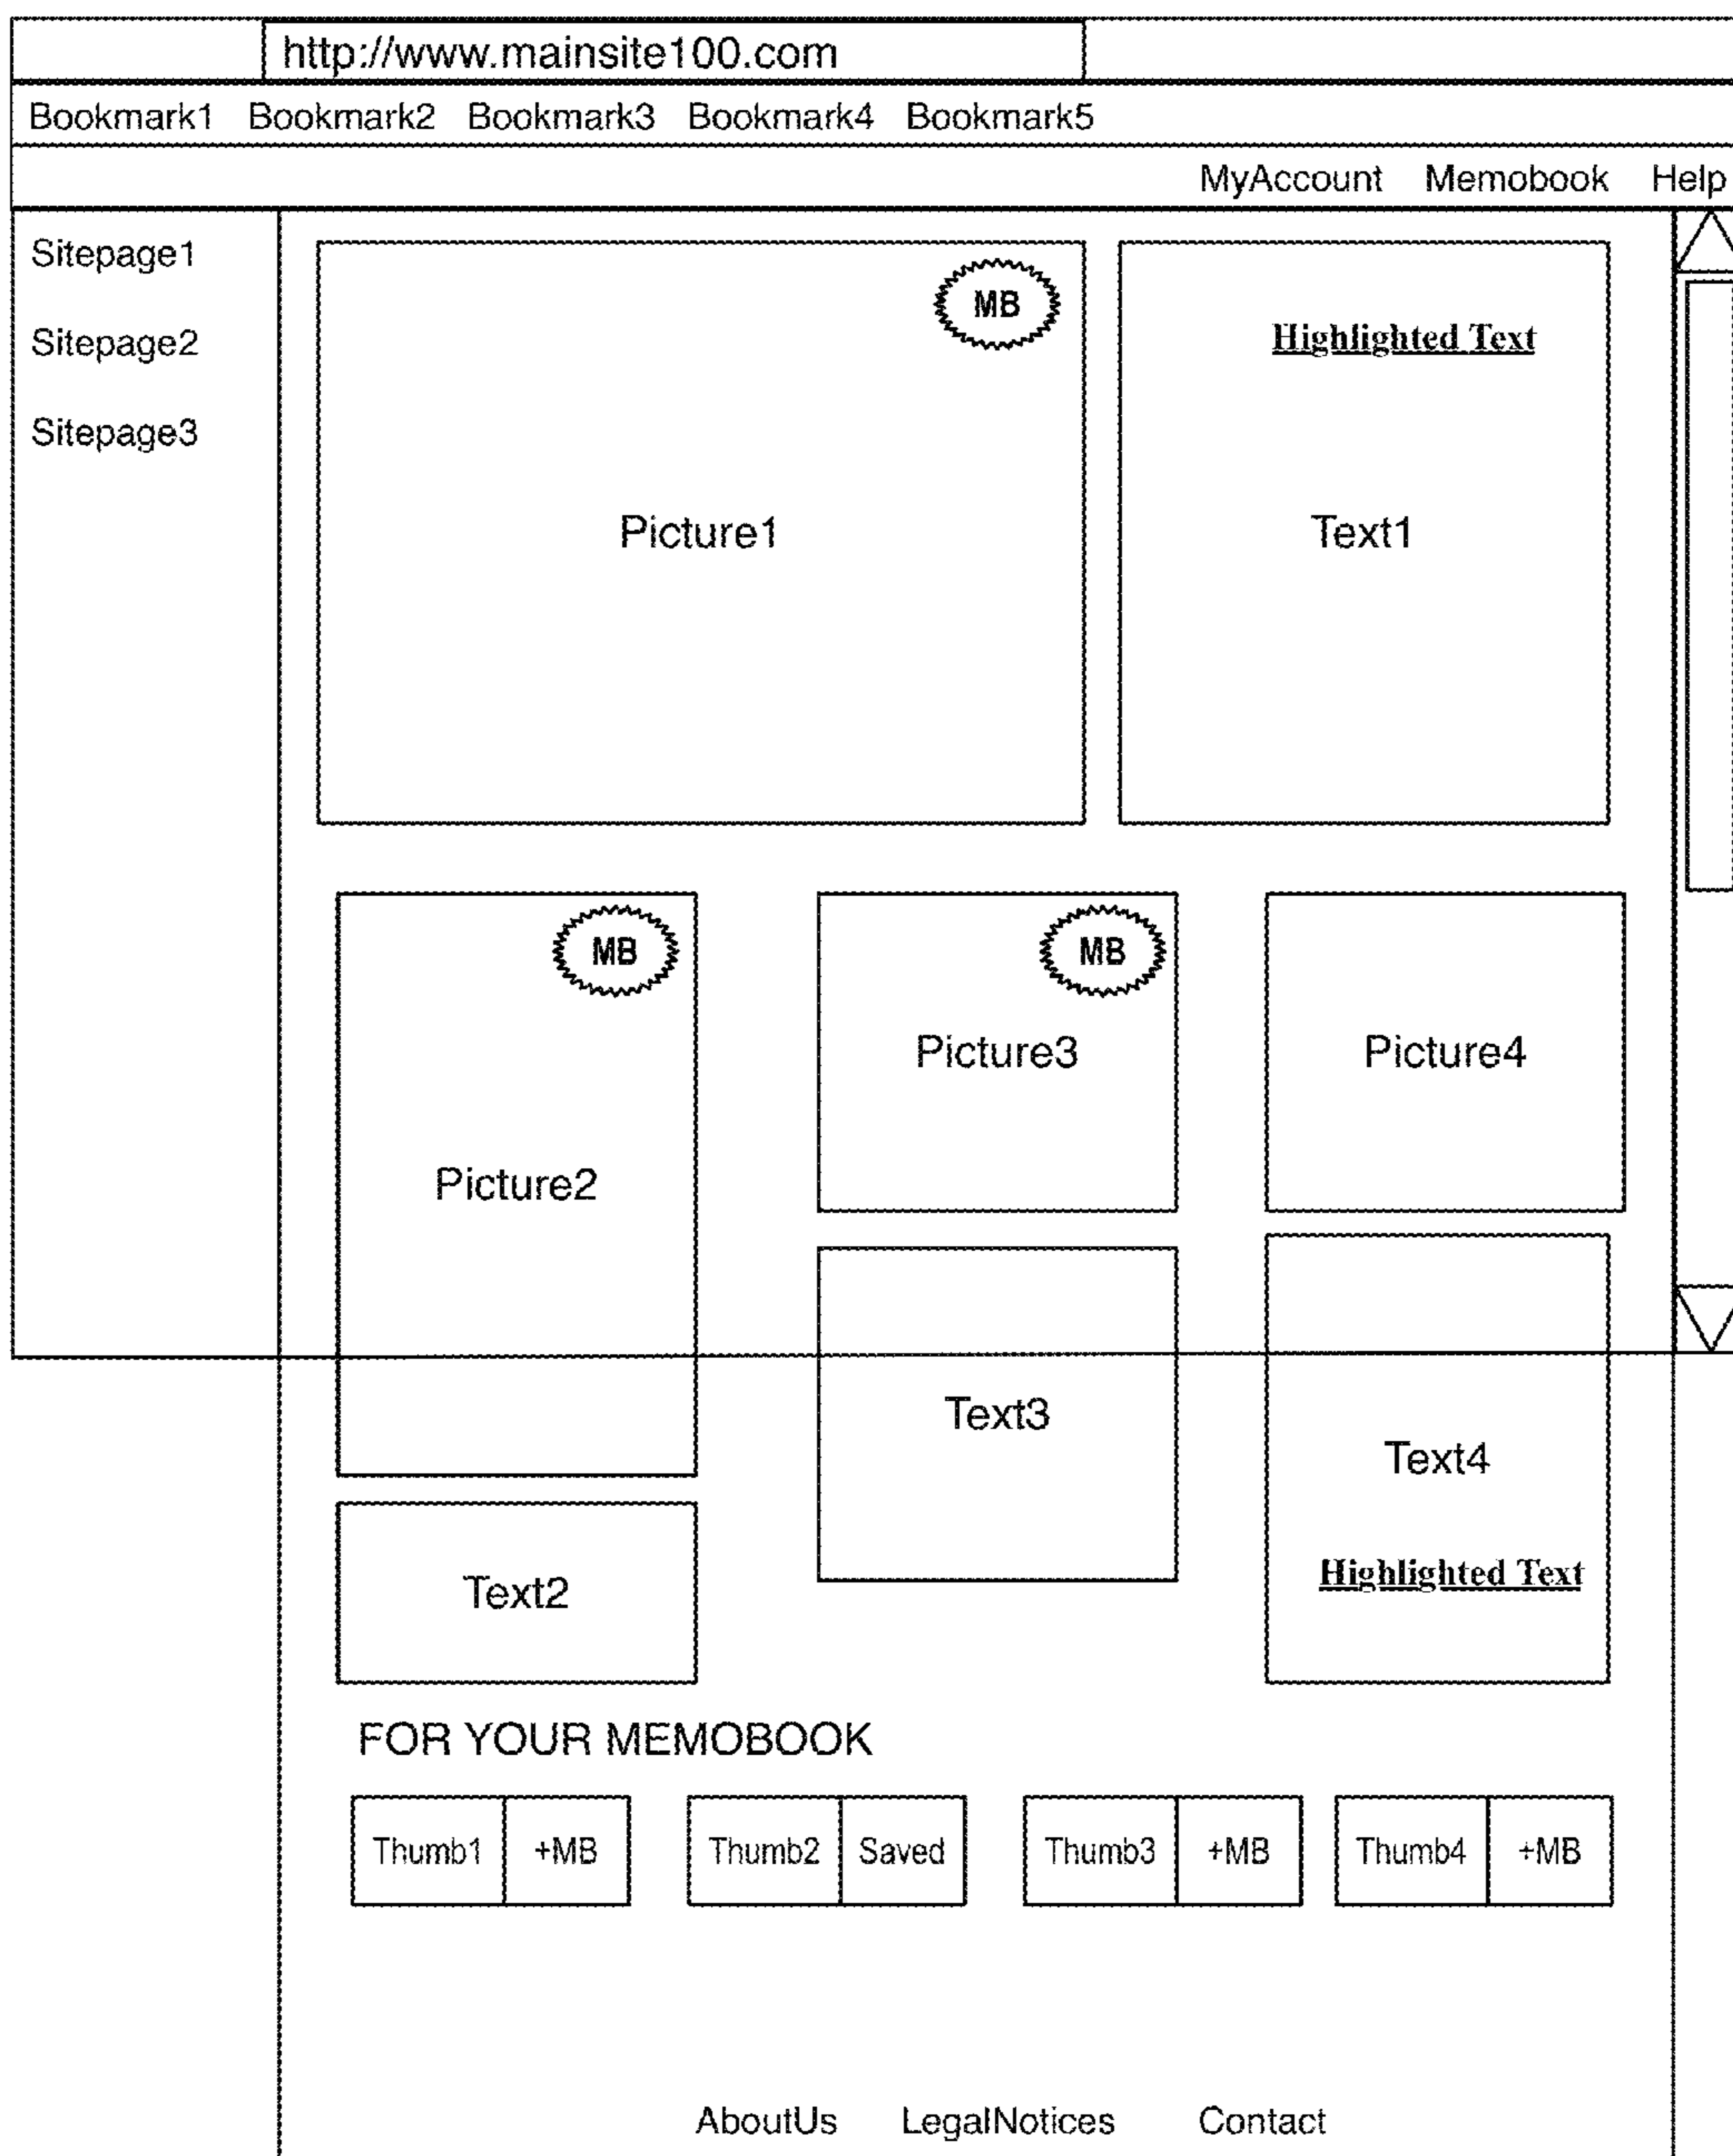 http://www.mainsite100.com
Bookmark1 Bookmark2 Bookmark3 Bookmark4 Bookmark5
MyAccount Memobook Help
Sitepage1
Sitepage2
Sitepage3
MB
Picture1
Highlighted Text
Text1
MB
Picture2
MB
Picture3
Picture4
Text3
Text4
Highlighted Text
Text2
FOR YOUR MEMOBOOK
Thumb1 +MB Thumb2 Saved Thumb3 +MB Thumb4 +MB
AboutUs LegalNotices Contact